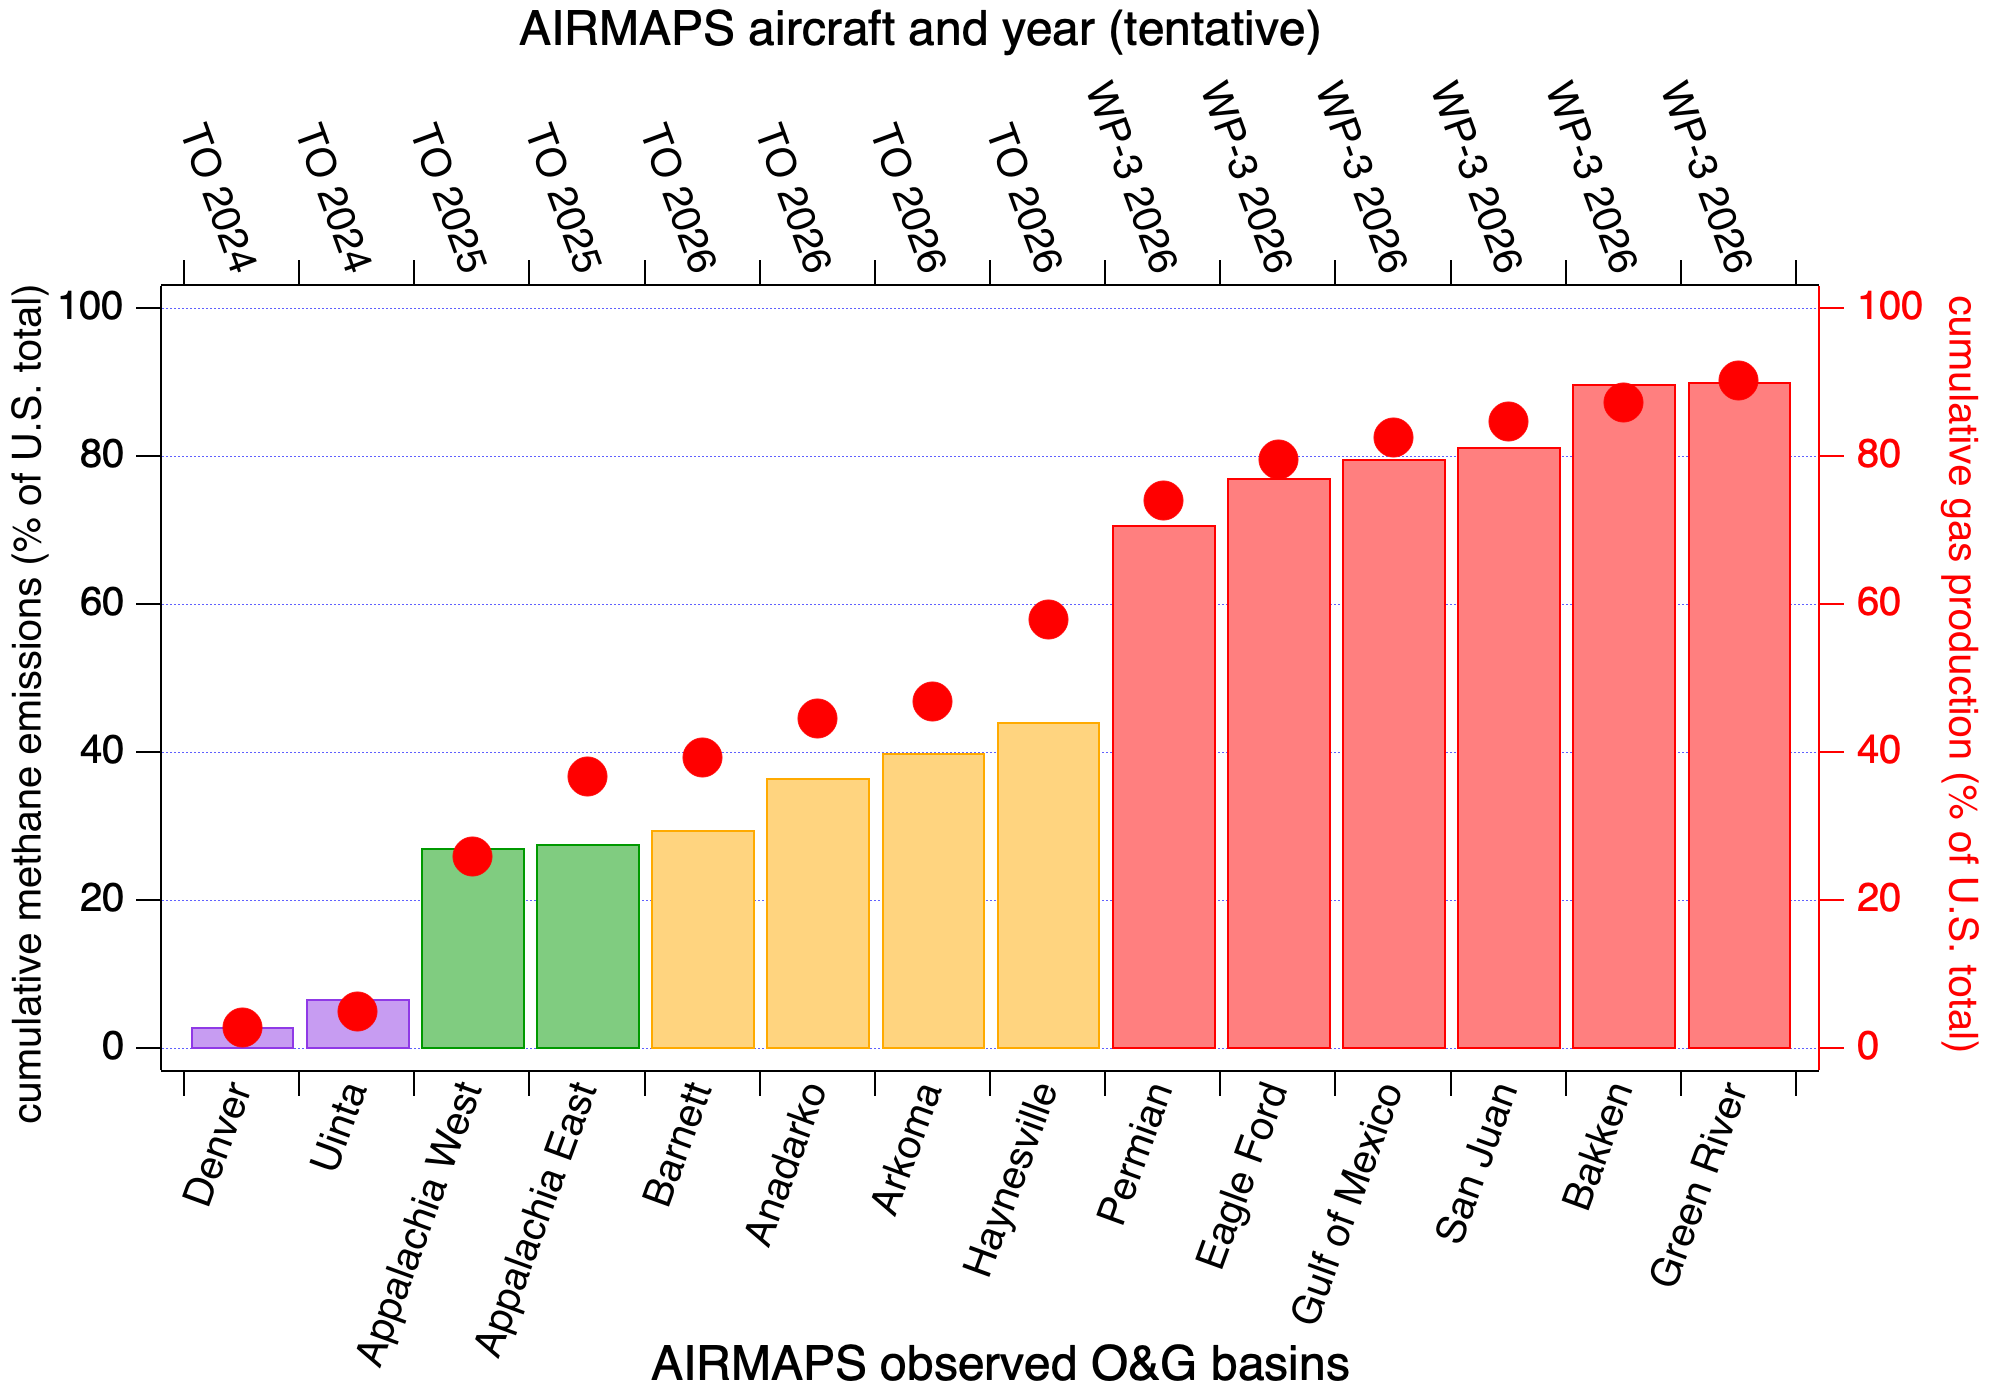 AIRMAPS aircraft and year (tentative)
TO 2024
TO 2024
TO 2025
TO 2025
TO 2026
TO 2026
TO 2026
TO 2026
WP-3 2026
WP-3 2026
WP-3 2026
WP-3 2026
WP-3 2026
WP-3 2026
cumulative methane emissions (% of U.S. total)
100
80
60
40
20
0
100
80
60
40
20
0
cumulative gas production (% of U.S. total)
Denver
Uinta
Appalachia West
Appalachia East
Barnett
Anadarko
Arkoma
Haynesville
Permian
Eagle Ford
Gulf of Mexico
San Juan
Bakken
Green River
AIRMAPS observed O&G basins